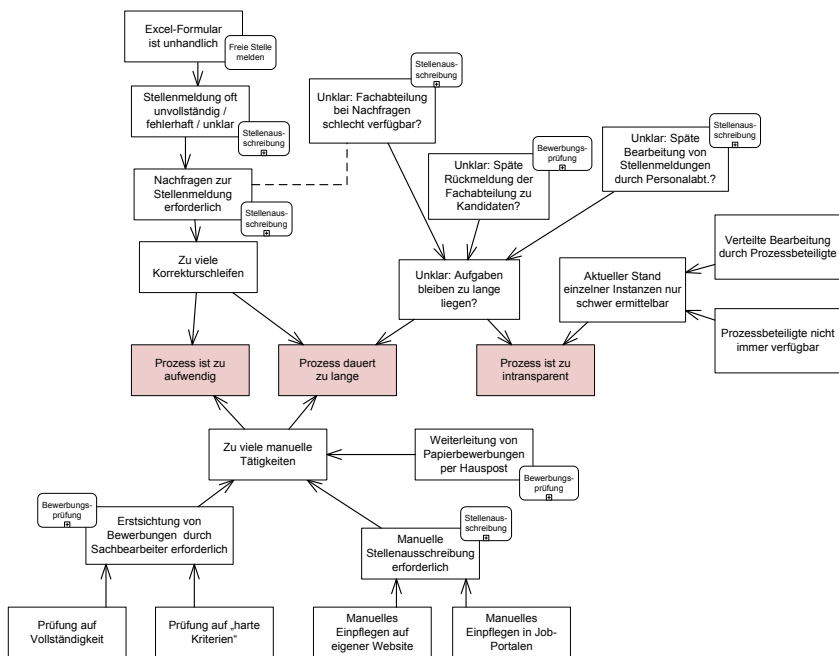 Excel-Formular
ist unhandlich
Freie Stelle
melden
Stellenmeldung oft
unvollständig /
fehlerhaft / unklar
Stellenaus-
schreibung
Nachfragen zur
Stellenmeldung
erforderlich
Stellenaus-
schreibung
Zu viele
Korrekturschleifen
Unklar: Fachabteilung
bei Nachfragen
schlecht verfügbar?
Stellenaus-
schreibung
Unklar: Späte
Rückmeldung der
Fachabteilung zu
Kandidaten?
Bewerbungs-
prüfung
Unklar: Späte
Bearbeitung von
Stellenmeldungen
durch Personalabt.?
Stellenaus-
schreibung
Unklar: Aufgaben
bleiben zu lange
liegen?
Aktueller Stand
einzelner Instanzen nur
schwer ermittelbar
Verteilte Bearbeitung
durch Prozessbeteiligte
Prozessbeteiligte nicht
immer verfügbar
Prozess ist zu
aufwendig
Prozess dauert
zu lange
Prozess ist zu
intransparent
Zu viele manuelle
Tätigkeiten
Weiterleitung von
Papierbewerbungen
per Hauspost
Bewerbungs-
prüfung
Bewerbungs-
prüfung
Erstsichtung von
Bewerbungen durch
Sachbearbeiter erforderlich
Stellenaus-
schreibung
Manuelle
Stellenausschreibung
erforderlich
Prüfung auf
Vollständigkeit
Prüfung auf „harte
Kriterien“
Manuelles
Einpflegen auf
eigener Website
Manuelles
Einpflegen in Job-
Portalen